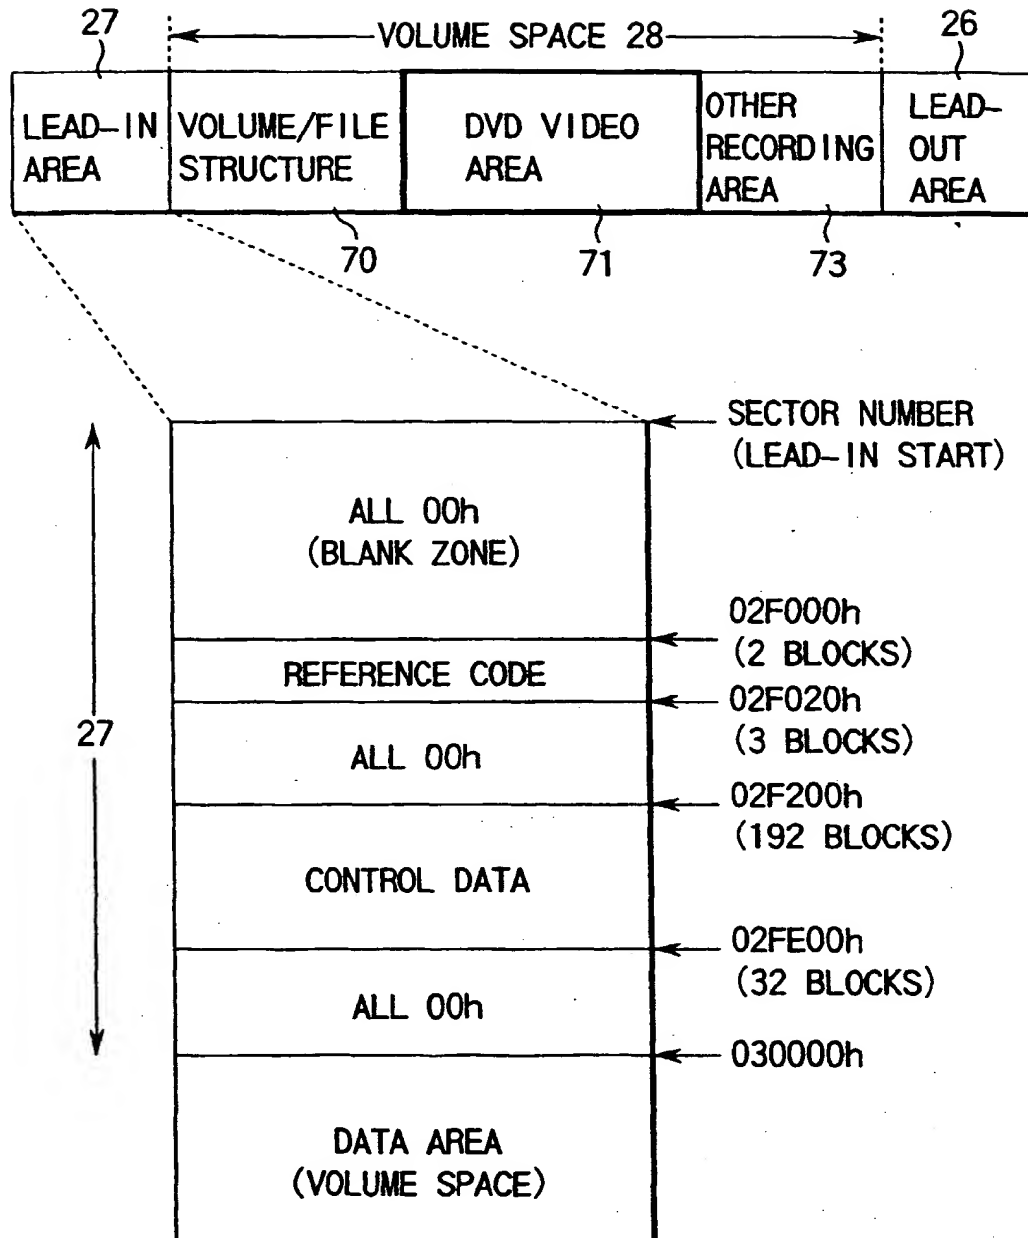 27
VOLUME SPACE 28
26
LEAD-IN
AREA
VOLUME/FILE
STRUCTURE
DVD VIDEO
AREA
OTHER
RECORDING
AREA
LEAD-
OUT
AREA
70
71
73
SECTOR NUMBER
(LEAD-IN START)
ALL 00h
(BLANK ZONE)
02F000h
(2 BLOCKS)
REFERENCE CODE
02F020h
(3 BLOCKS)
27
ALL 00h
02F200h
(192 BLOCKS)
CONTROL DATA
02FE00h
(32 BLOCKS)
ALL 00h
030000h
DATA AREA
(VOLUME SPACE)